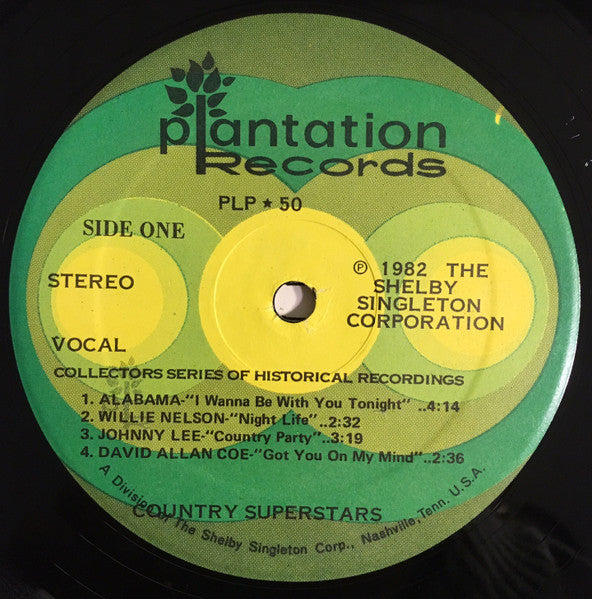 plantation
Records
PLP ★ 50
SIDE ONE
STEREO
℗ 1982 THE
SHELBY
SINGLETON
CORPORATION
VOCAL
COLLECTORS SERIES OF HISTORICAL RECORDINGS
1. ALABAMA-"I Wanna Be With You Tonight" ..4:14
2. WILLIE NELSON-"Night Life"..2:32
3. JOHNNY LEE-"Country Party"..3:19
4. DAVID ALLAN COE-"Got You On My Mind"..2:36
COUNTRY SUPERSTARS
A Division of The Shelby Singleton Corp., Nashville, Tenn. U.S.A.